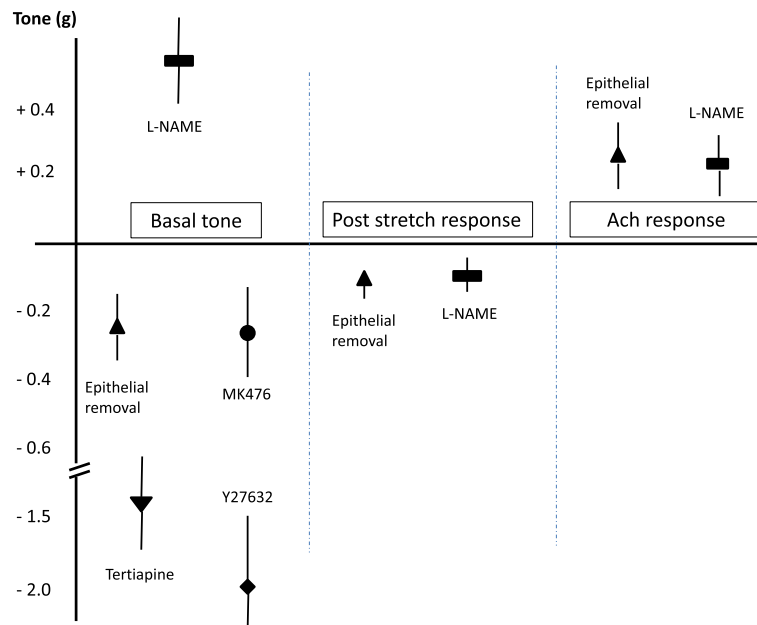 Tone (g)
Epithelial
removal
L-NAME
+ 0.4
L-NAME
+ 0.2
Basal tone
Post stretch response
Ach response
- 0.2
Epithelial
removal
L-NAME
- 0.4
Epithelial
removal
MK476
- 0.6
Y27632
- 1.5
Tertiapine
- 2.0